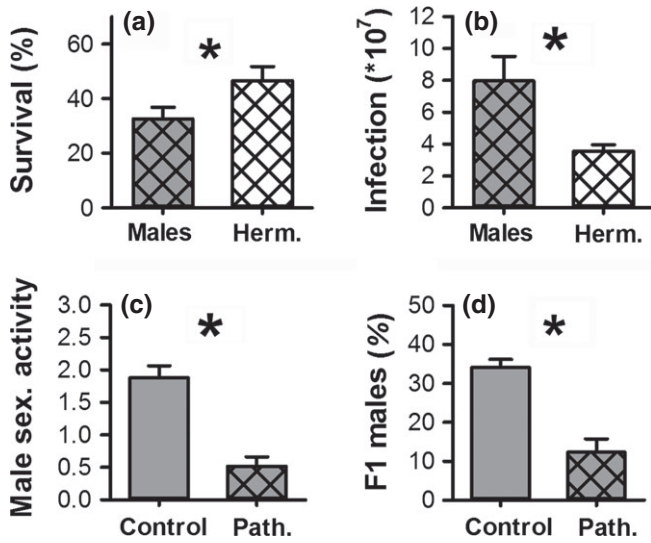 (a)
*
Survival (%)
60
40
20
0
Males Herm.
(b)
*
Infection (*10⁷)
12
10
8
6
4
2
0
Males Herm.
(c)
*
Male sex. activity
3.0
2.5
2.0
1.5
1.0
0.5
0.0
Control Path.
(d)
*
F1 males (%)
50
40
30
20
10
0
Control Path.